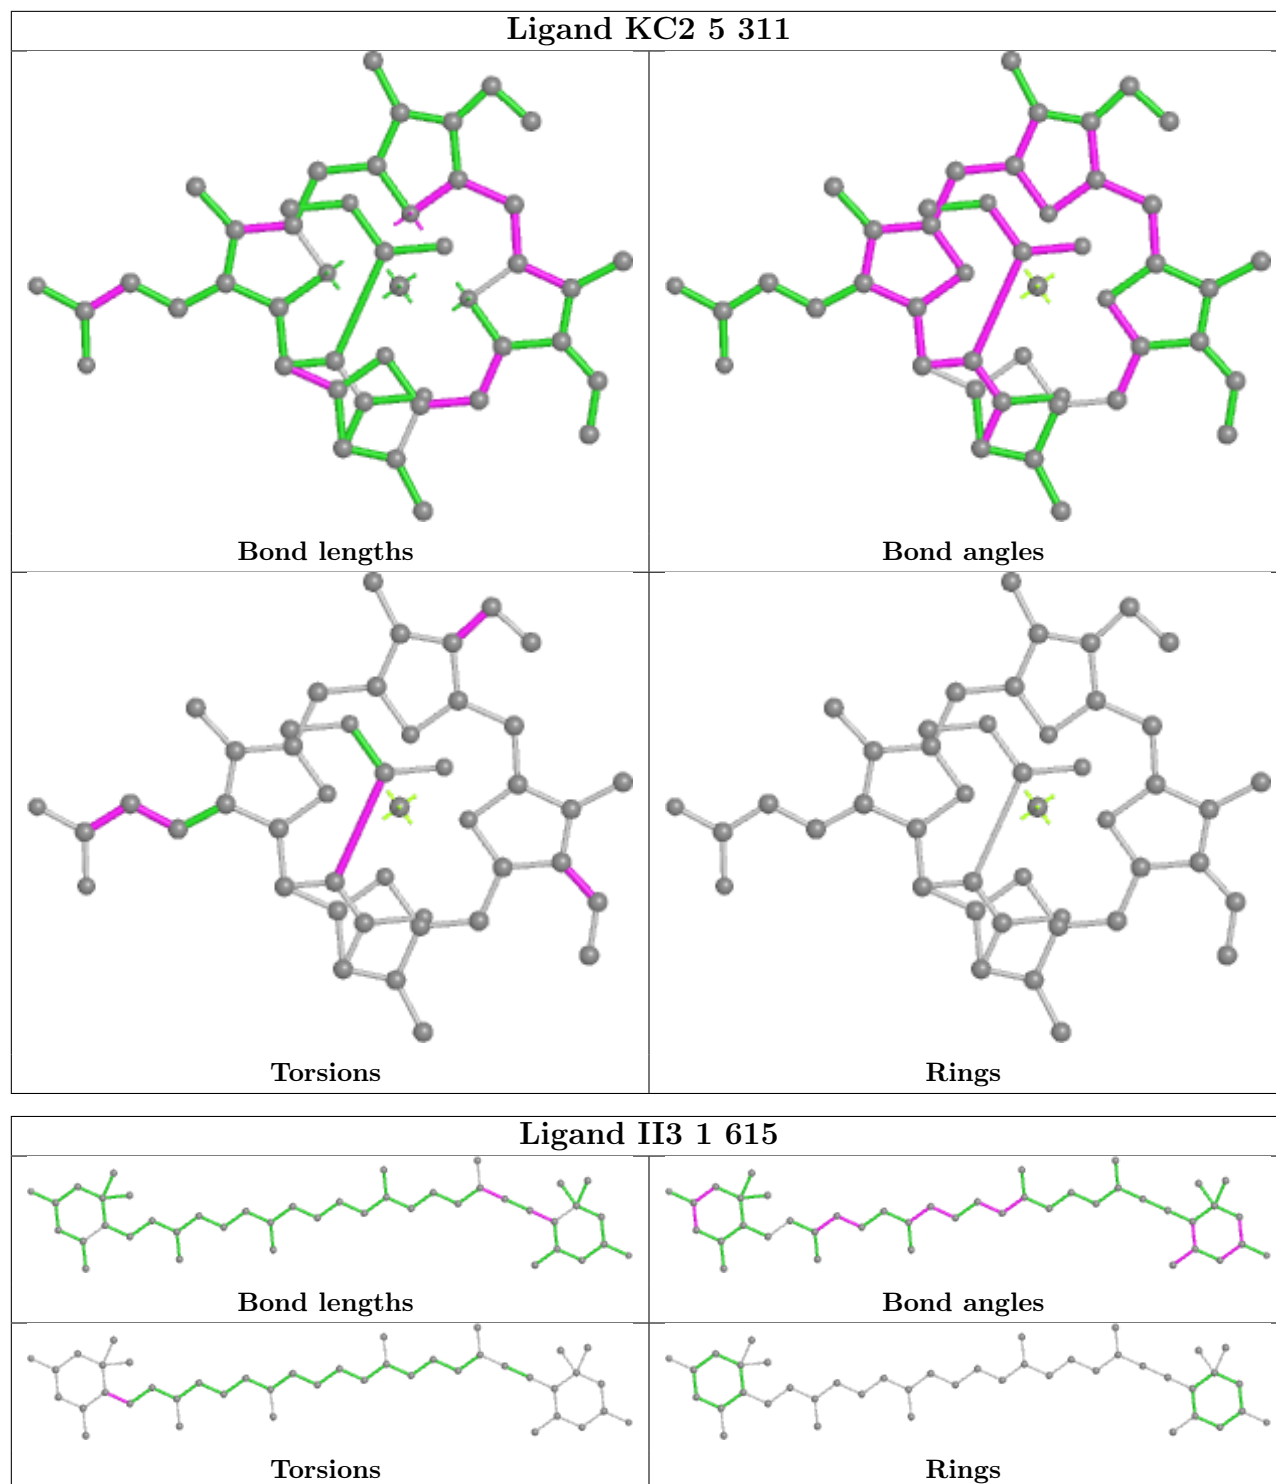 Ligand KC2 5 311
Bond lengths
Bond angles
Torsions
Rings
Ligand II3 1 615
Bond lengths
Bond angles
Torsions
Rings